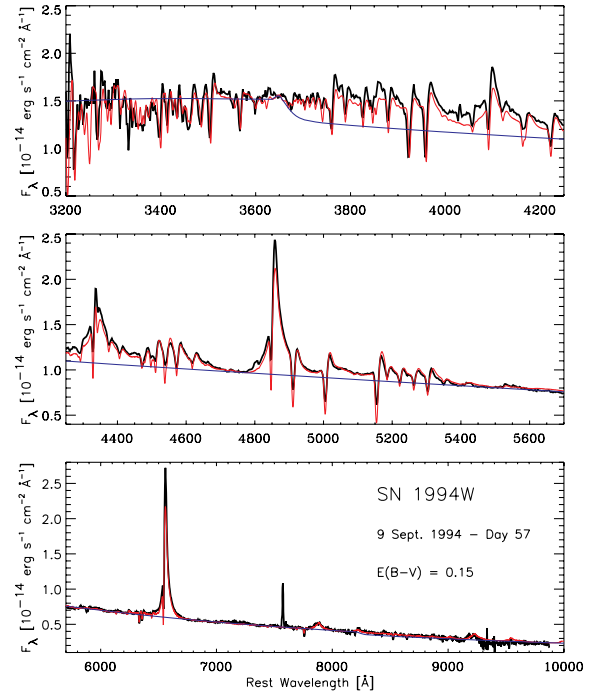 2.5
2.0
1.5
1.0
0.5
F_λ [10⁻¹⁴ erg s⁻¹ cm⁻² Å⁻¹]
3200 3400 3600 3800 4000 4200
2.5
2.0
1.5
1.0
0.5
F_λ [10⁻¹⁴ erg s⁻¹ cm⁻² Å⁻¹]
4400 4600 4800 5000 5200 5400 5600
2.5
2.0
1.5
1.0
0.5
F_λ [10⁻¹⁴ erg s⁻¹ cm⁻² Å⁻¹]
SN 1994W
9 Sept. 1994 – Day 57
E(B–V) = 0.15
6000 7000 8000 9000 10000
Rest Wavelength [Å]